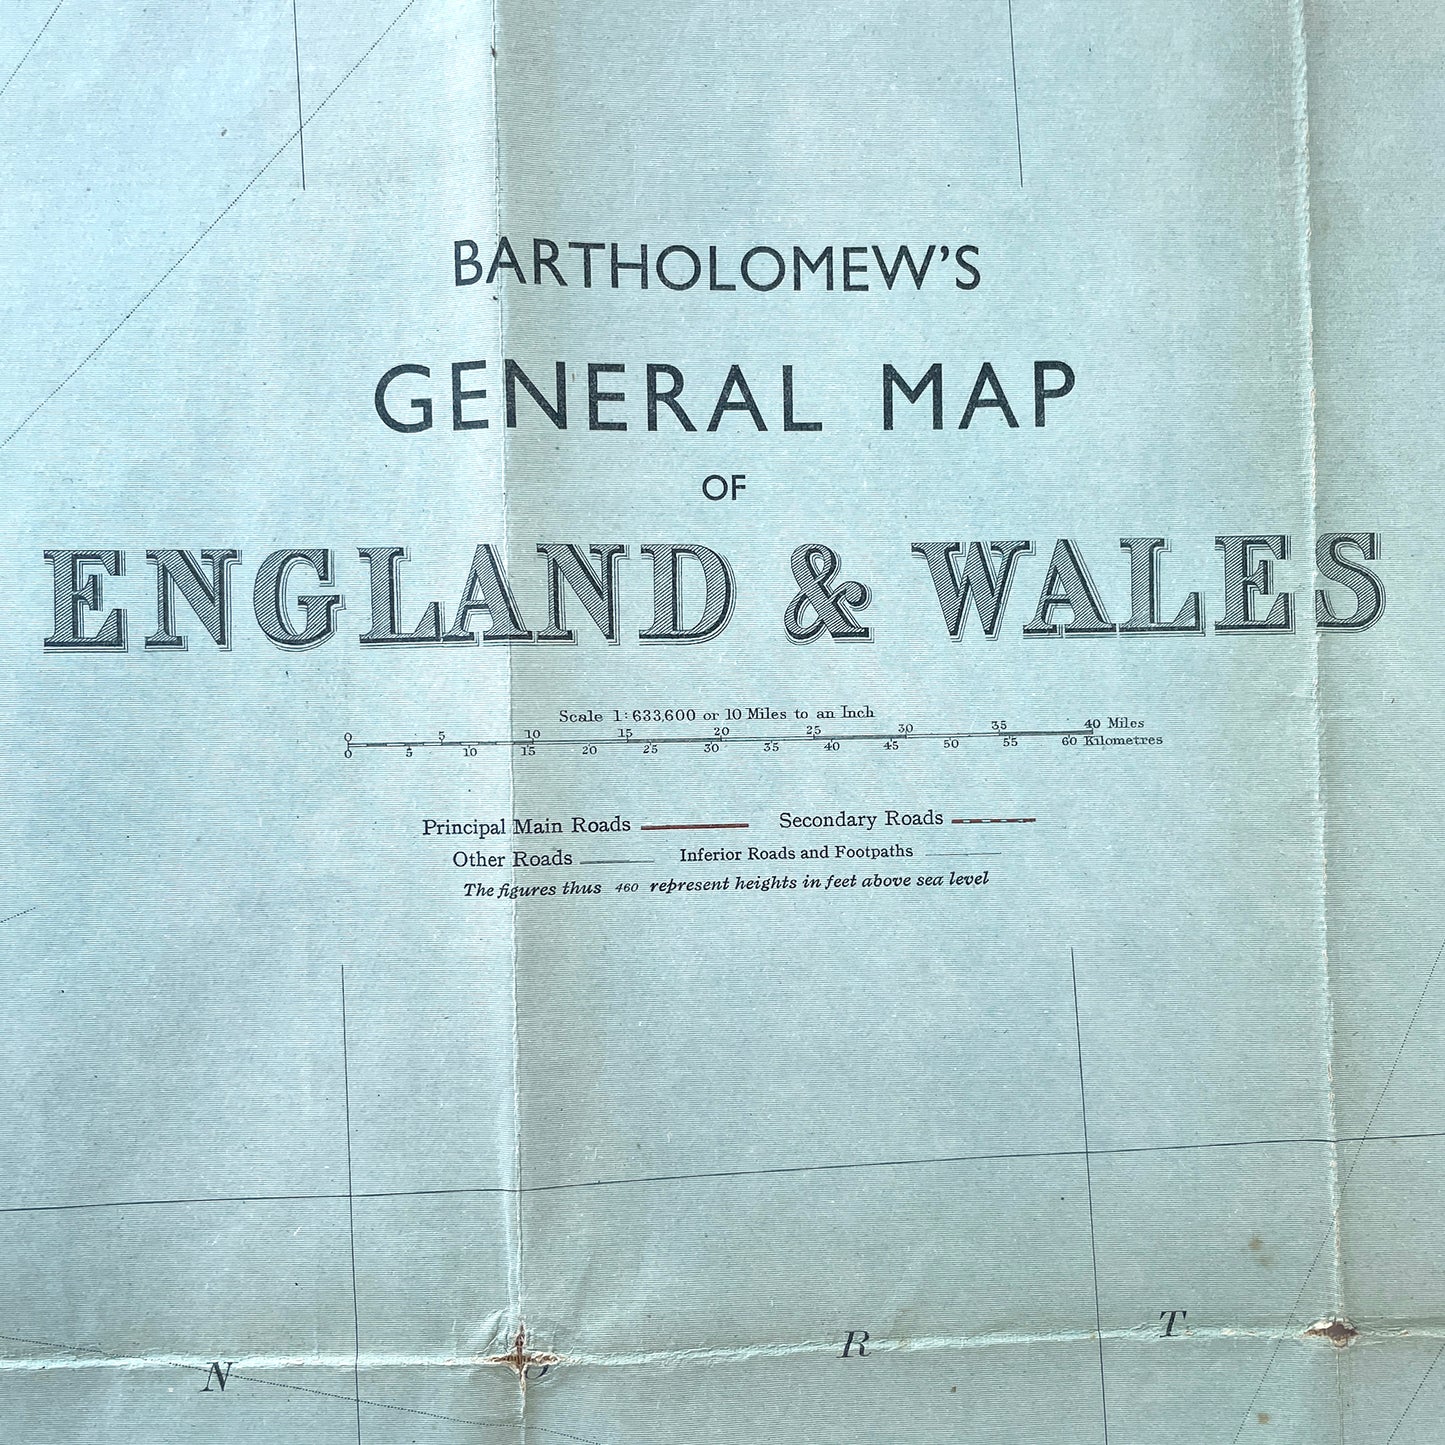 BARTHOLOMEW'S
GENERAL MAP
OF
ENGLAND & WALES
Scale 1:633,600 or 10 Miles to an Inch
0 5 10 15 20 25 30 35 40 Miles
0 5 10 15 20 25 30 35 40 45 50 55 60 Kilometres
Principal Main Roads Secondary Roads
Other Roads Inferior Roads and Footpaths
The figures thus 460 represent heights in feet above sea level
N O R T